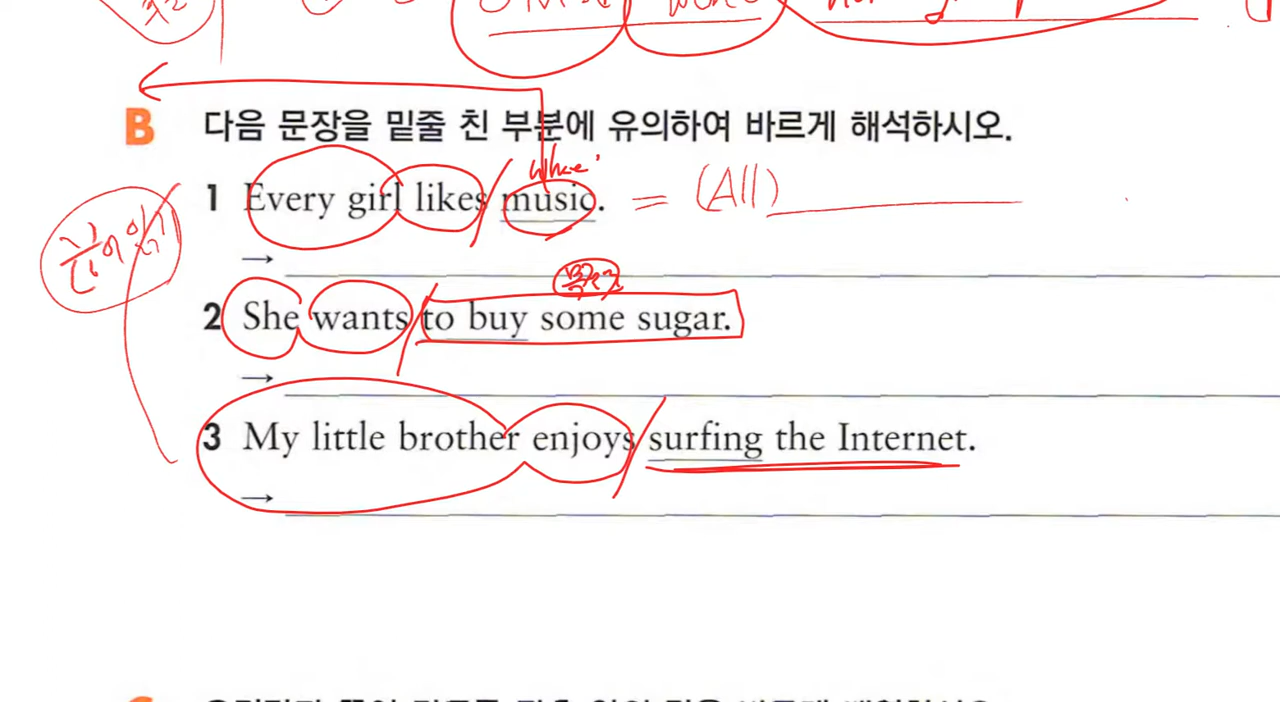 B 다음 문장을 밑줄 친 부분에 유의하여 바르게 해석하시오.
1 Every girl likes / music. = (All)
→
2 She wants / to buy some sugar.
→
3 My little brother enjoys / surfing the Internet.
→